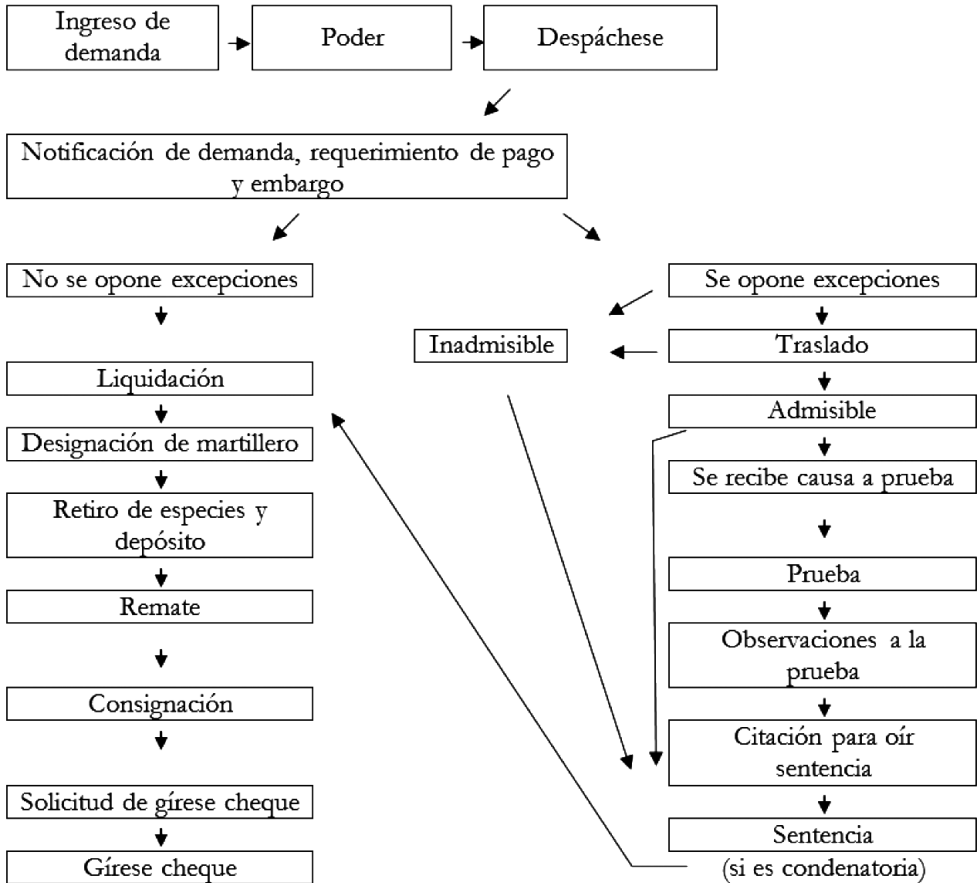 Ingreso de
demanda
Poder
Despáchese
Notificación de demanda, requerimiento de pago
y embargo
No se opone excepciones
Liquidación
Designación de martillero
Retiro de especies y
depósito
Remate
Consignación
Solicitud de gírese cheque
Gírese cheque
Inadmisible
Se opone excepciones
Traslado
Admisible
Se recibe causa a prueba
Prueba
Observaciones a la
prueba
Citación para oír
sentencia
Sentencia
(si es condenatoria)